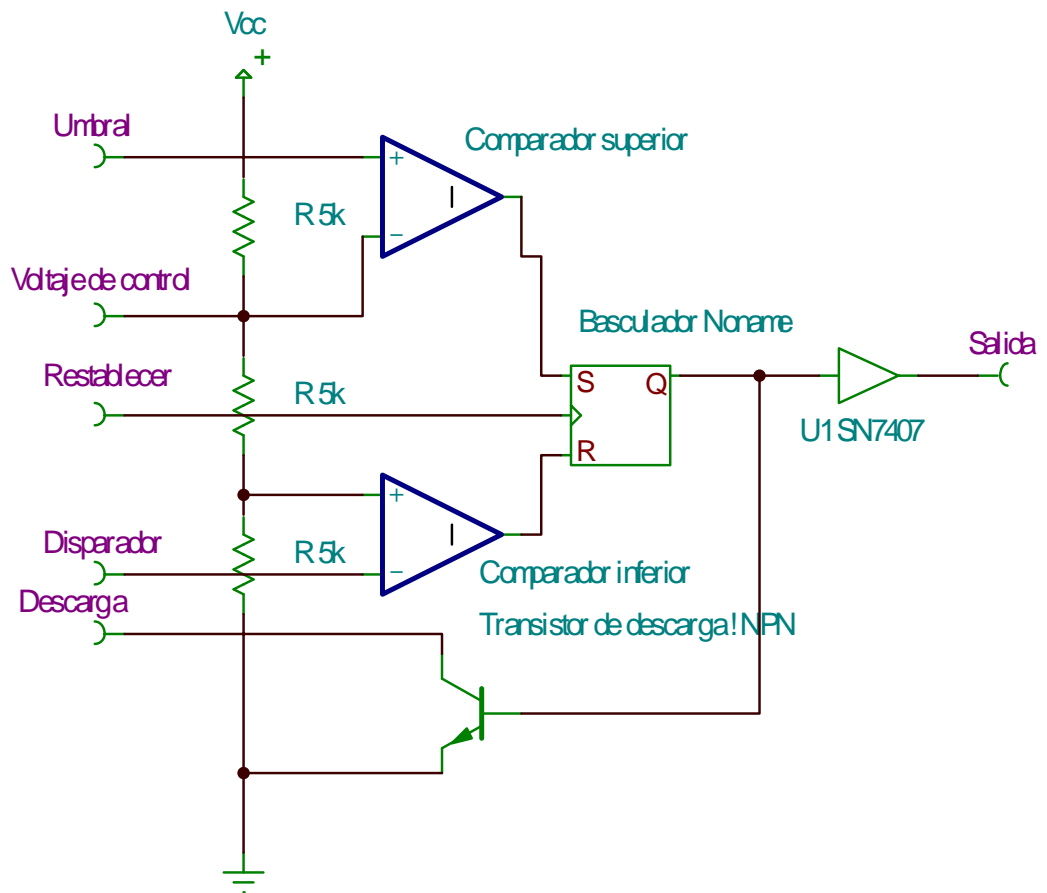 Vcc
+
Umbral
Comparador superior
+
I
R 5k
−
Voltaje de control
Basculador Noname
Salida
Restablecer
S
Q
R 5k
U1 SN7407
R
+
I
Disparador
R 5k
−
Comparador inferior
Descarga
Transistor de descarga !NPN